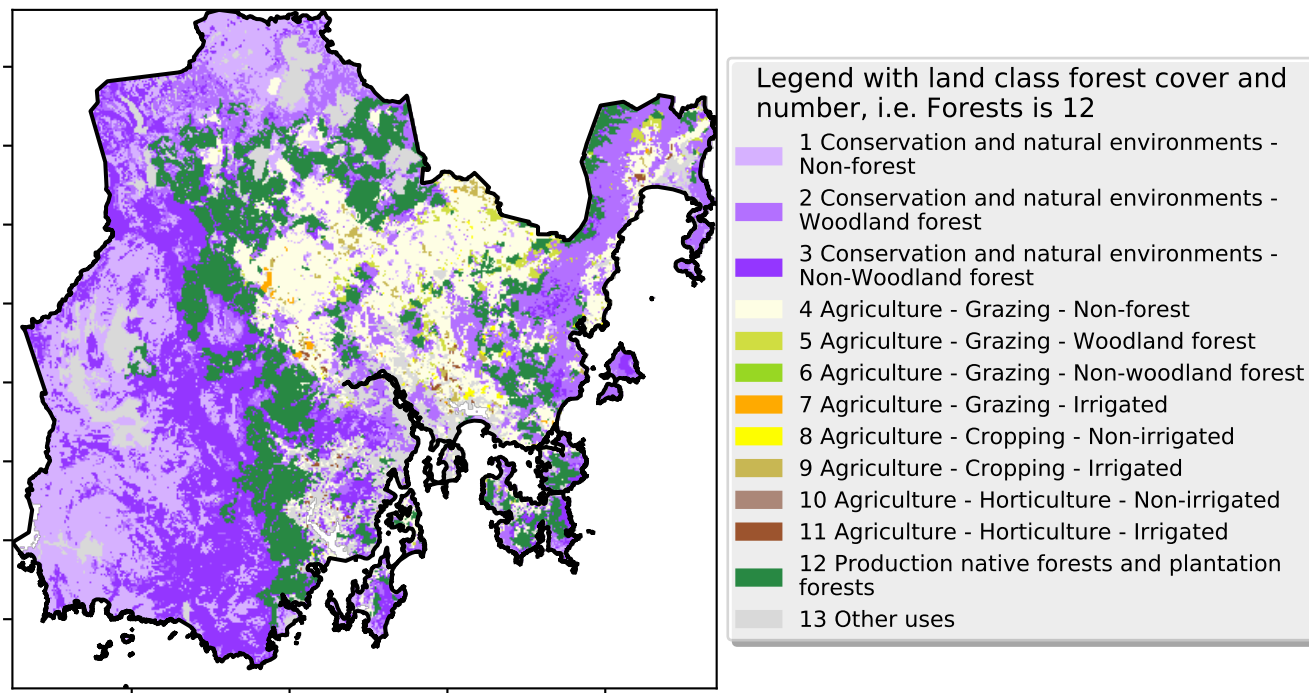 Legend with land class forest cover and
number, i.e. Forests is 12
1 Conservation and natural environments -
Non-forest
2 Conservation and natural environments -
Woodland forest
3 Conservation and natural environments -
Non-Woodland forest
4 Agriculture - Grazing - Non-forest
5 Agriculture - Grazing - Woodland forest
6 Agriculture - Grazing - Non-woodland forest
7 Agriculture - Grazing - Irrigated
8 Agriculture - Cropping - Non-irrigated
9 Agriculture - Cropping - Irrigated
10 Agriculture - Horticulture - Non-irrigated
11 Agriculture - Horticulture - Irrigated
12 Production native forests and plantation
forests
13 Other uses